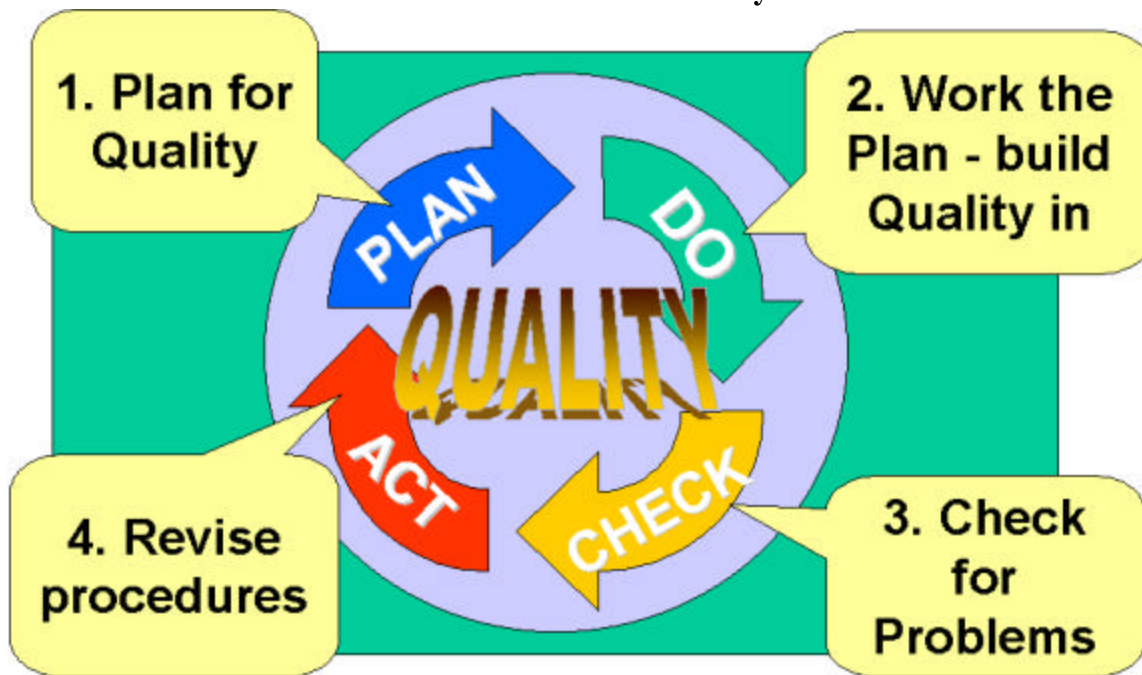 1. Plan for
Quality
2. Work the
Plan - build
Quality in
PLAN
DO
QUALITY
ACT
CHECK
4. Revise
procedures
3. Check
for
Problems